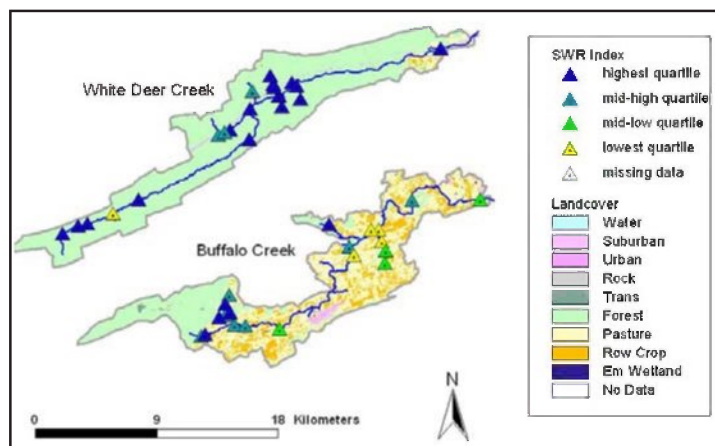 White Deer Creek
Buffalo Creek
N
0 9 18 Kilometers
SWR Index
highest quartile
mid-high quartile
mid-low quartile
lowest quartile
missing data
Landcover
Water
Suburban
Urban
Rock
Trans
Forest
Pasture
Row Crop
Em Wetland
No Data